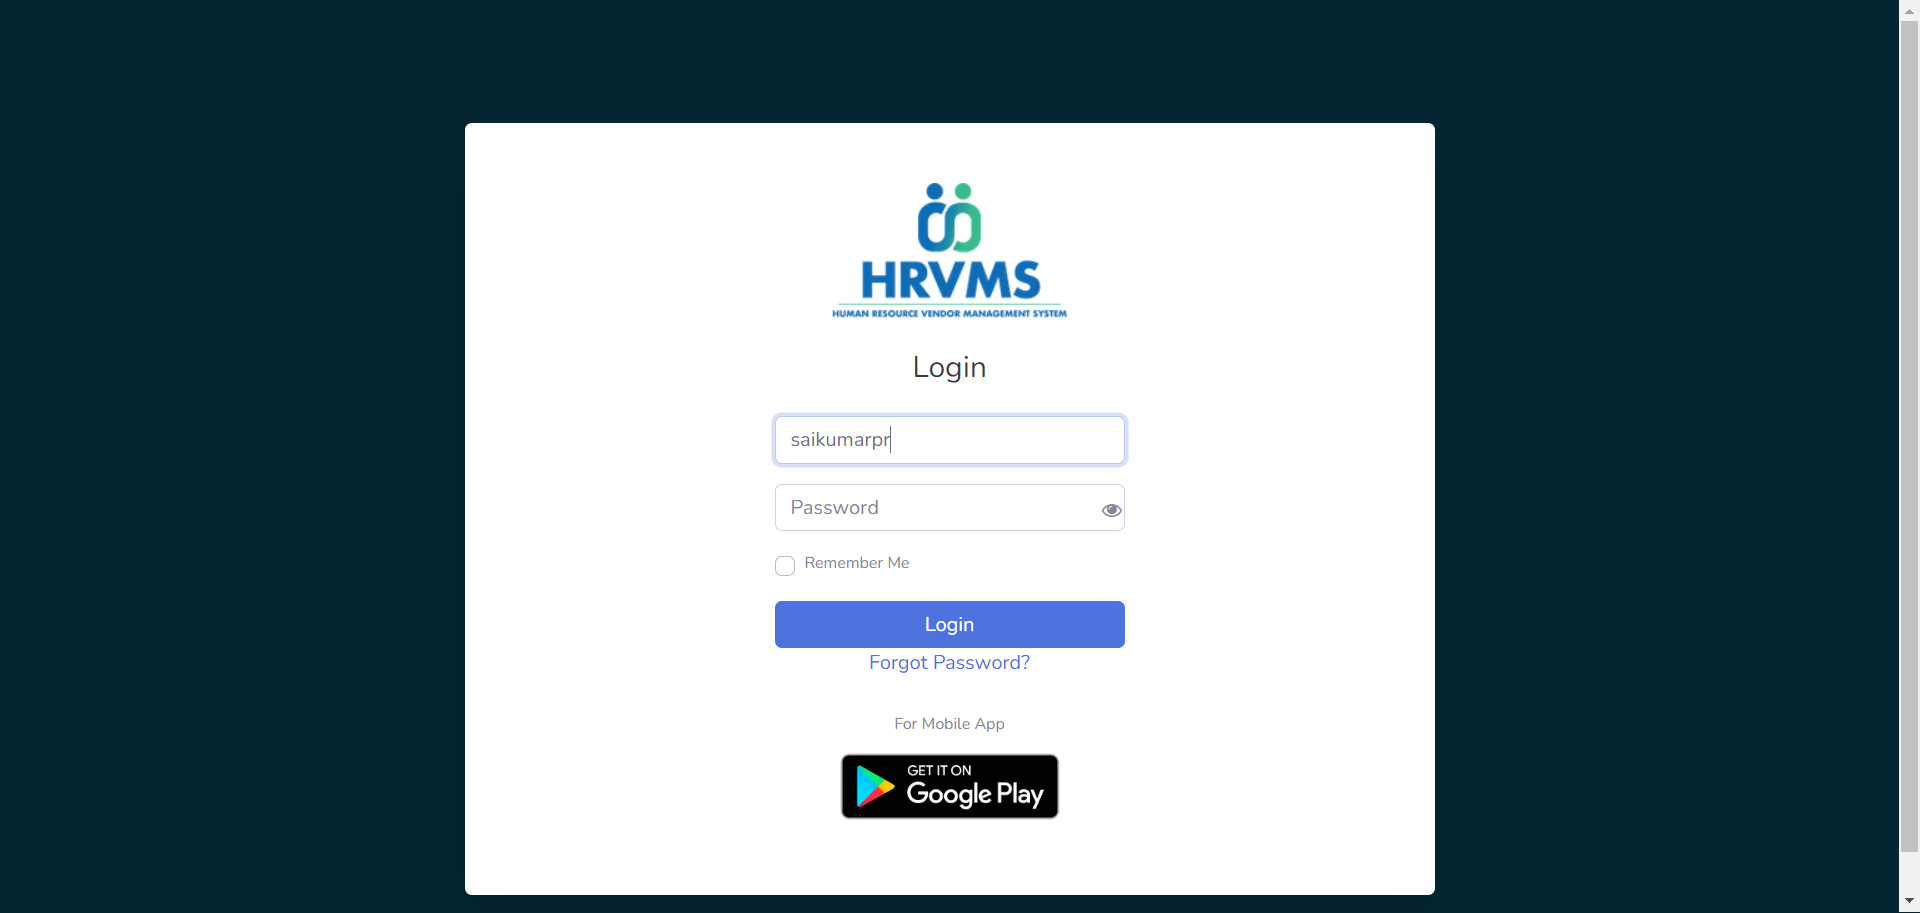 HRVMS
HUMAN RESOURCE VENDOR MANAGEMENT SYSTEM
Login
saikumarpr
Password
Remember Me
Login
Forgot Password?
For Mobile App
GET IT ON
Google Play